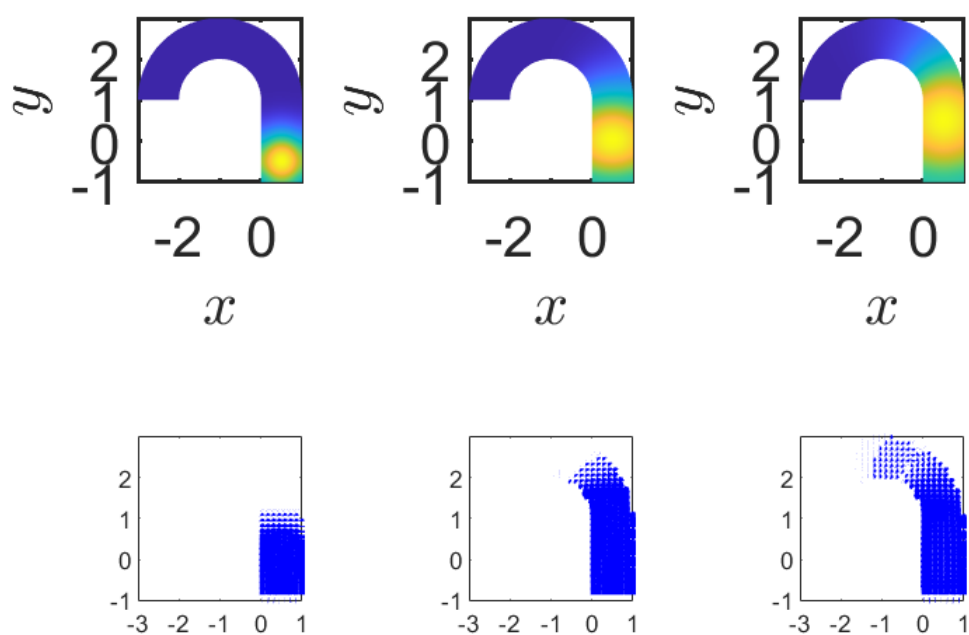 y 2 1 0 -1 y 2 1 0 -1 y 2 1 0 -1
-2 0 -2 0 -2 0
x x x
2 1 0 -1 2 1 0 -1 2 1 0 -1
-3 -2 -1 0 1 -3 -2 -1 0 1 -3 -2 -1 0 1